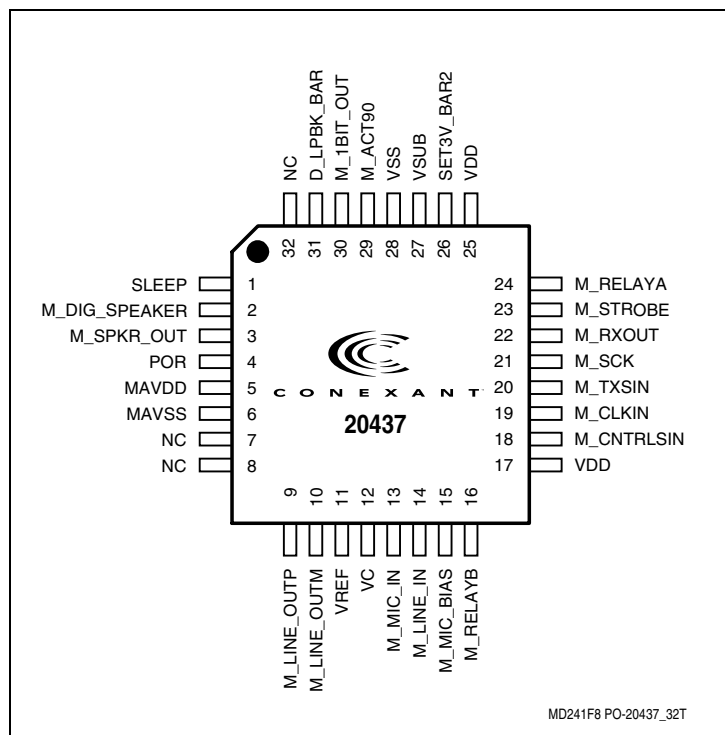 NC
D_LPBK_BAR
M_1BIT_OUT
M_ACT90
VSS
VSUB
SET3V_BAR2
VDD
32
31
30
29
28
27
26
25
SLEEP 1
M_DIG_SPEAKER 2
M_SPKR_OUT 3
POR 4
MAVDD 5
MAVSS 6
NC 7
NC 8
CONEXANT
20437
24 M_RELAYA
23 M_STROBE
22 M_RXOUT
21 M_SCK
20 M_TXSIN
19 M_CLKIN
18 M_CNTRLSIN
17 VDD
9
10
11
12
13
14
15
16
M_LINE_OUTP
M_LINE_OUTM
VREF
VC
M_MIC_IN
M_LINE_IN
M_MIC_BIAS
M_RELAYB
MD241F8 PO-20437_32T